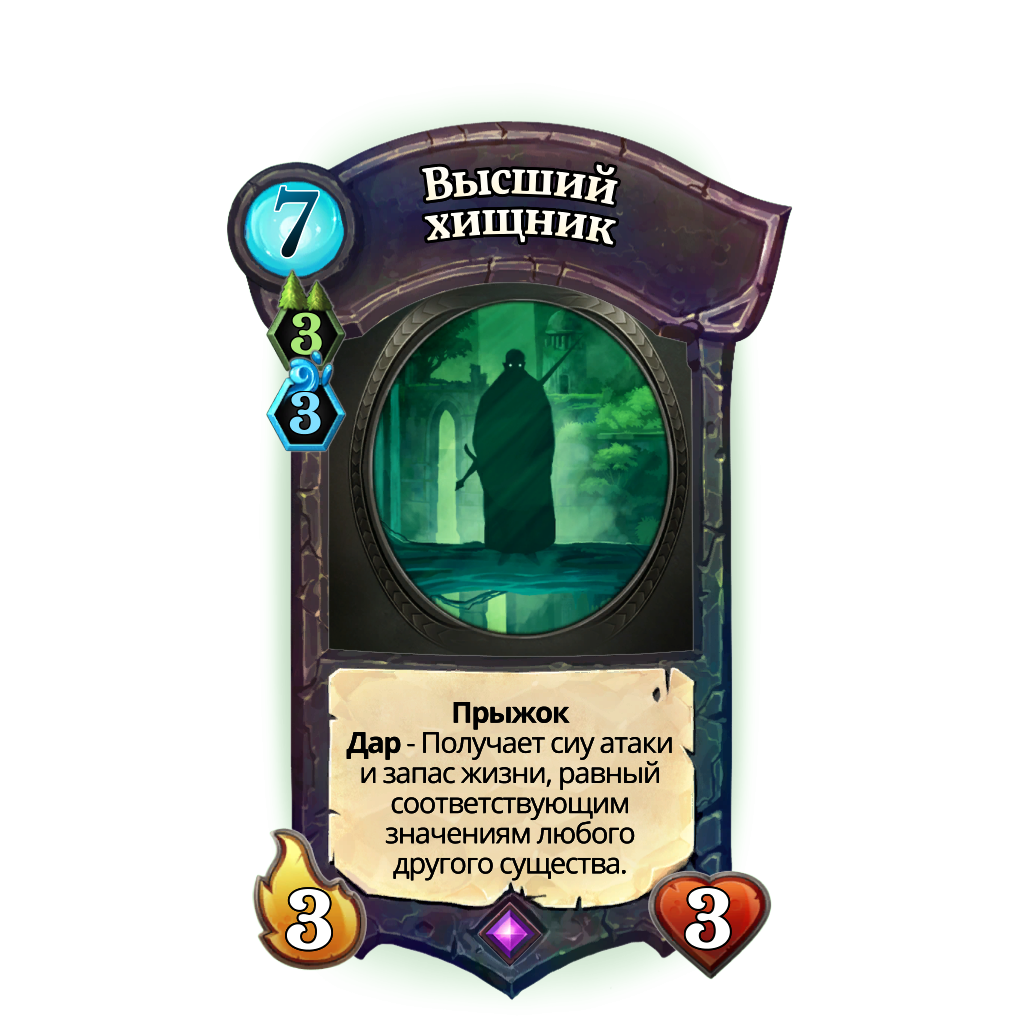 7
Высший
хищник
3
3
Прыжок
Дар - Получает сиу атаки
и запас жизни, равный
соответствующим
значениям любого
другого существа.
3
3